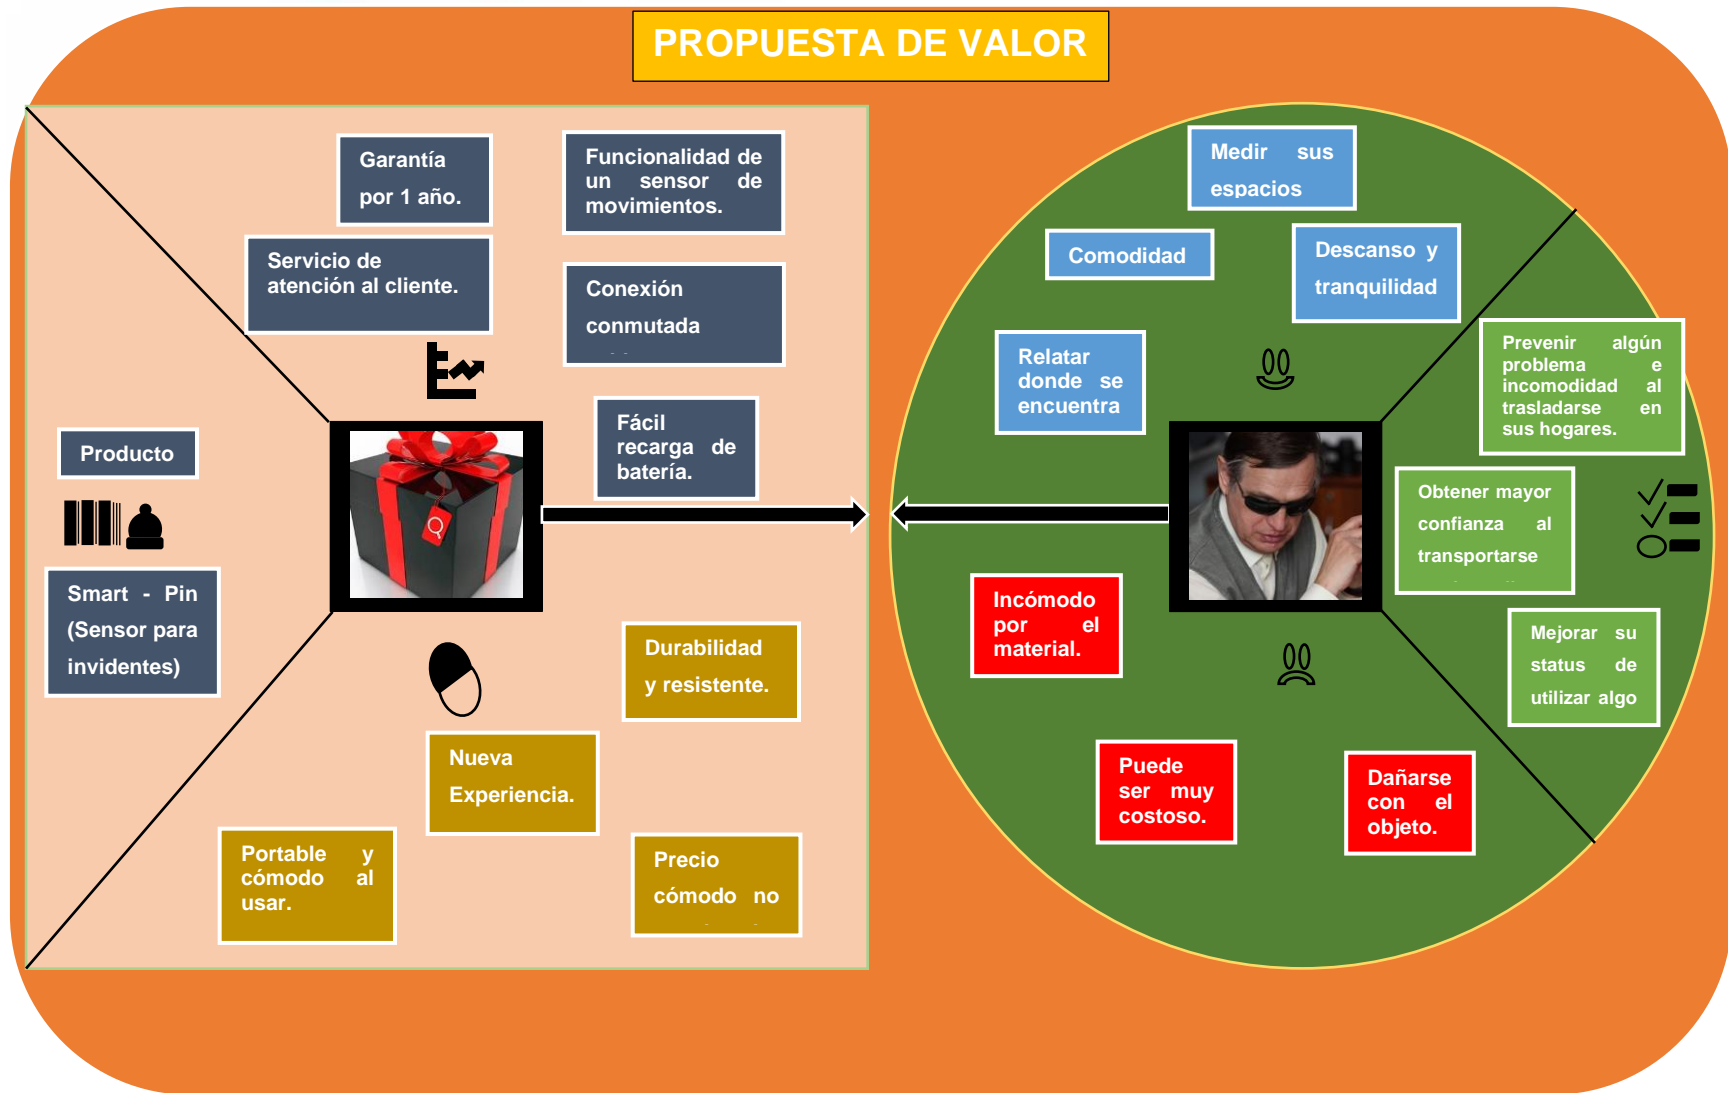 PROPUESTA DE VALOR
Garantía
por 1 año.
Funcionalidad de
un sensor de
movimientos.
Servicio de
atención al cliente.
Conexión
conmutada
Fácil
recarga de
batería.
Producto
Smart - Pin
(Sensor para
invidentes)
Durabilidad
y resistente.
Nueva
Experiencia.
Portable y
cómodo al
usar.
Precio
cómodo no
Medir sus
espacios
Comodidad
Descanso y
tranquilidad
Relatar
donde se
encuentra
Prevenir algún
problema e
incomodidad al
trasladarse en
sus hogares.
Obtener mayor
confianza al
transportarse
Mejorar su
status de
utilizar algo
Incómodo
por el
material.
Puede
ser muy
costoso.
Dañarse
con el
objeto.